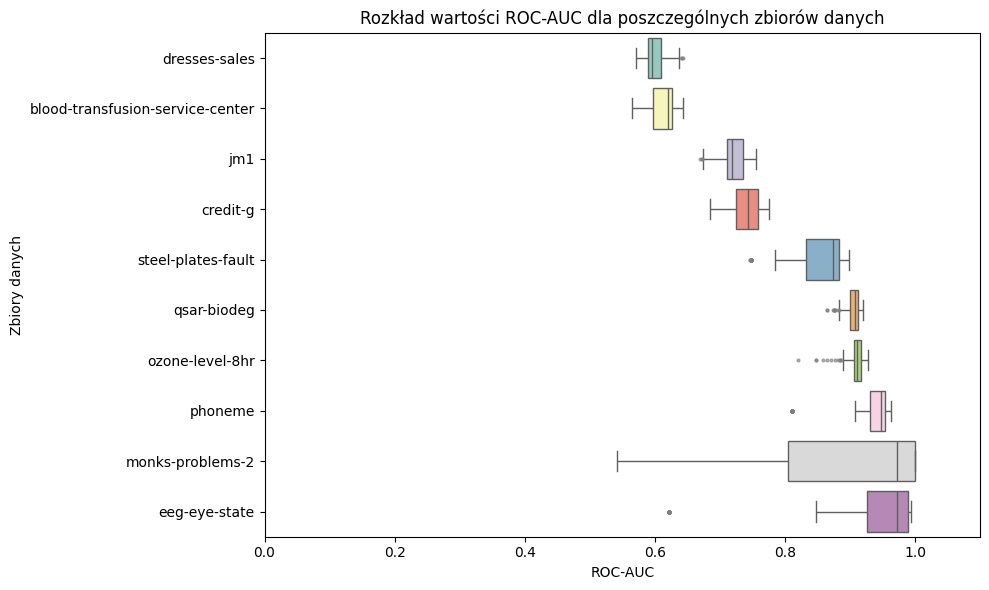 Rozkład wartości ROC-AUC dla poszczególnych zbiorów danych
dresses-sales
blood-transfusion-service-center
jm1
credit-g
steel-plates-fault
qsar-biodeg
ozone-level-8hr
phoneme
monks-problems-2
eeg-eye-state
Zbiory danych
0.0 0.2 0.4 0.6 0.8 1.0
ROC-AUC